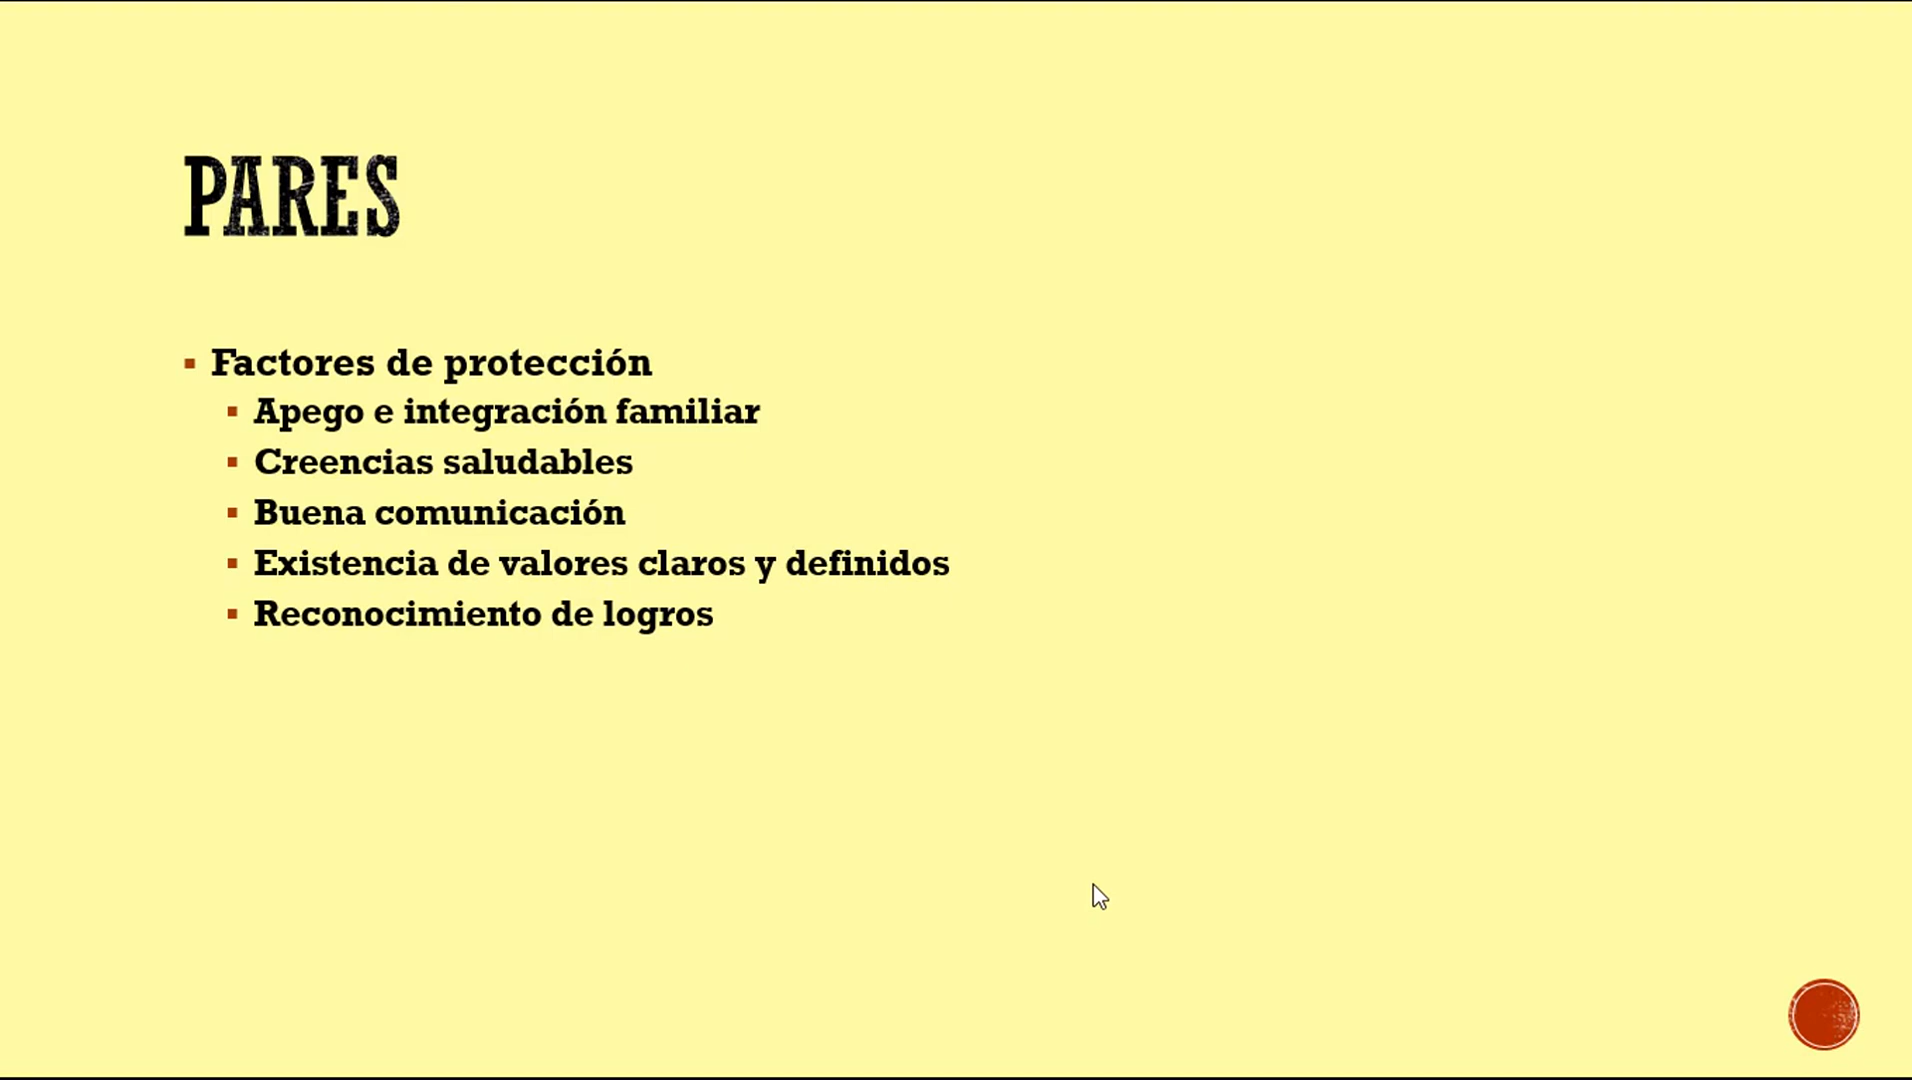 PARES
Factores de protección
Apego e integración familiar
Creencias saludables
Buena comunicación
Existencia de valores claros y definidos
Reconocimiento de logros